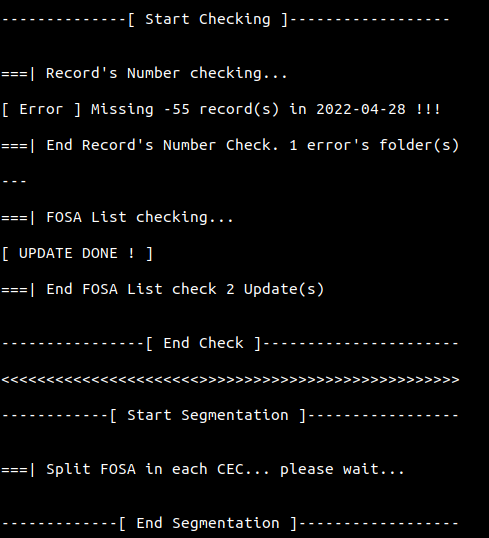 --------------[ Start Checking ]------------------
===| Record's Number checking...
[ Error ] Missing -55 record(s) in 2022-04-28 !!!
===| End Record's Number Check. 1 error's folder(s)
---
===| FOSA List checking...
[ UPDATE DONE ! ]
===| End FOSA List check 2 Update(s)
----------------[ End Check ]----------------------
<<<<<<<<<<<<<<<<<<<<<<>>>>>>>>>>>>>>>>>>>>>>>>>>>>>
------------[ Start Segmentation ]-----------------
===| Split FOSA in each CEC... please wait...
-------------[ End Segmentation ]------------------